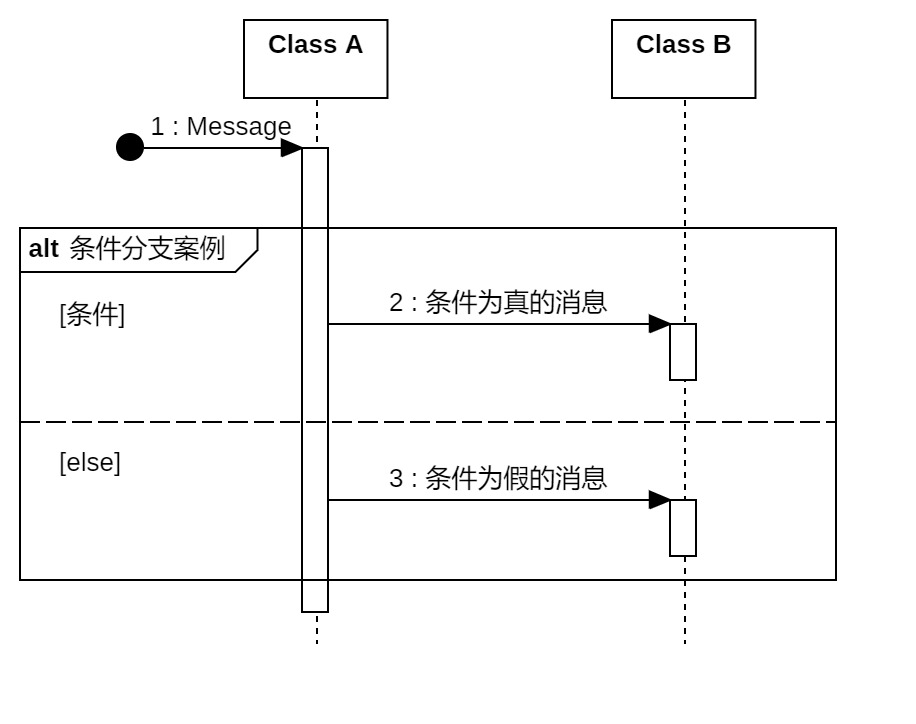 Class A
Class B
1 : Message
alt 条件分支案例
[条件]
2 : 条件为真的消息
[else]
3 : 条件为假的消息